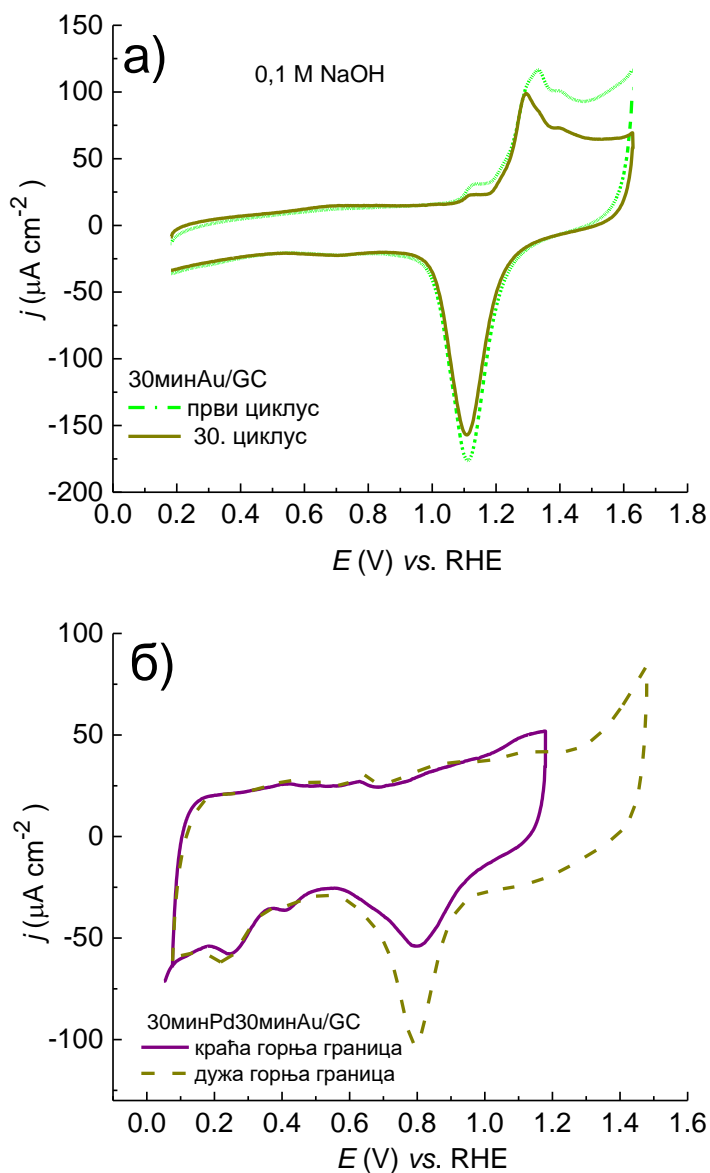 а)
0,1 M NaOH
100
50
0
-50
-100
-150
-200
j (μA cm-2 )
30минAu/GC
први циклус
30. циклус
0.0 0.2 0.4 0.6 0.8 1.0 1.2 1.4 1.6 1.8
E (V) vs. RHE
б)
100
50
0
-50
-100
j (μA cm-2 )
30минPd30минAu/GC
краћа горња граница
дужа горња граница
0.0 0.2 0.4 0.6 0.8 1.0 1.2 1.4 1.6
E (V) vs. RHE
150